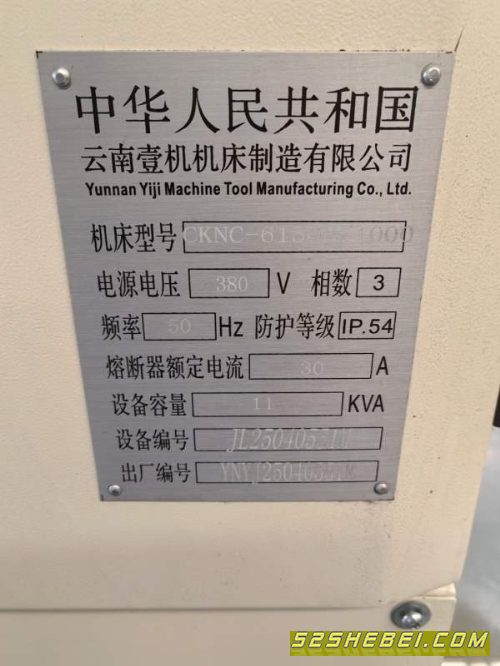 中华人民共和国
云南壹机机床制造有限公司
Yunnan Yiji Machine Tool Manufacturing Co., Ltd.
机床型号
电源电压 380 V 相数 3
频率 50 Hz 防护等级 IP.54
熔断器额定电流 30 A
设备容量 11 KVA
设备编号
出厂编号
52SHEBEI.COM